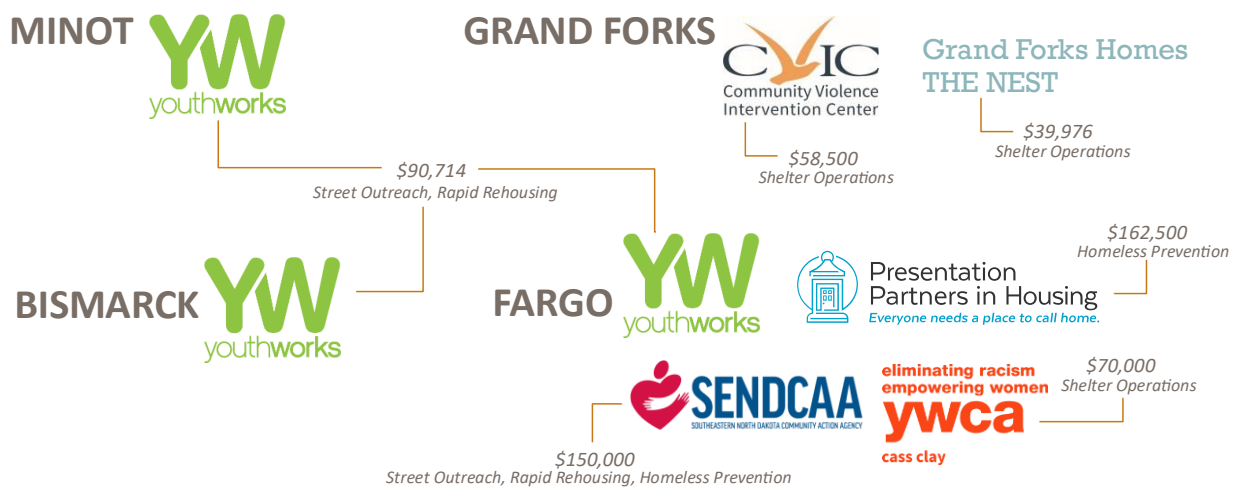 MINOT
YW
youthworks
GRAND FORKS
CVIC
Community Violence
Intervention Center
Grand Forks Homes
THE NEST
$39,976
Shelter Operations
$58,500
Shelter Operations
$90,714
Street Outreach, Rapid Rehousing
BISMARCK
YW
youthworks
FARGO
YW
youthworks
Presentation
Partners in Housing
Everyone needs a place to call home.
$162,500
Homeless Prevention
SENDCAA
SOUTHEASTERN NORTH DAKOTA COMMUNITY ACTION AGENCY
eliminating racism
empowering women
ywca
cass clay
$70,000
Shelter Operations
$150,000
Street Outreach, Rapid Rehousing, Homeless Prevention